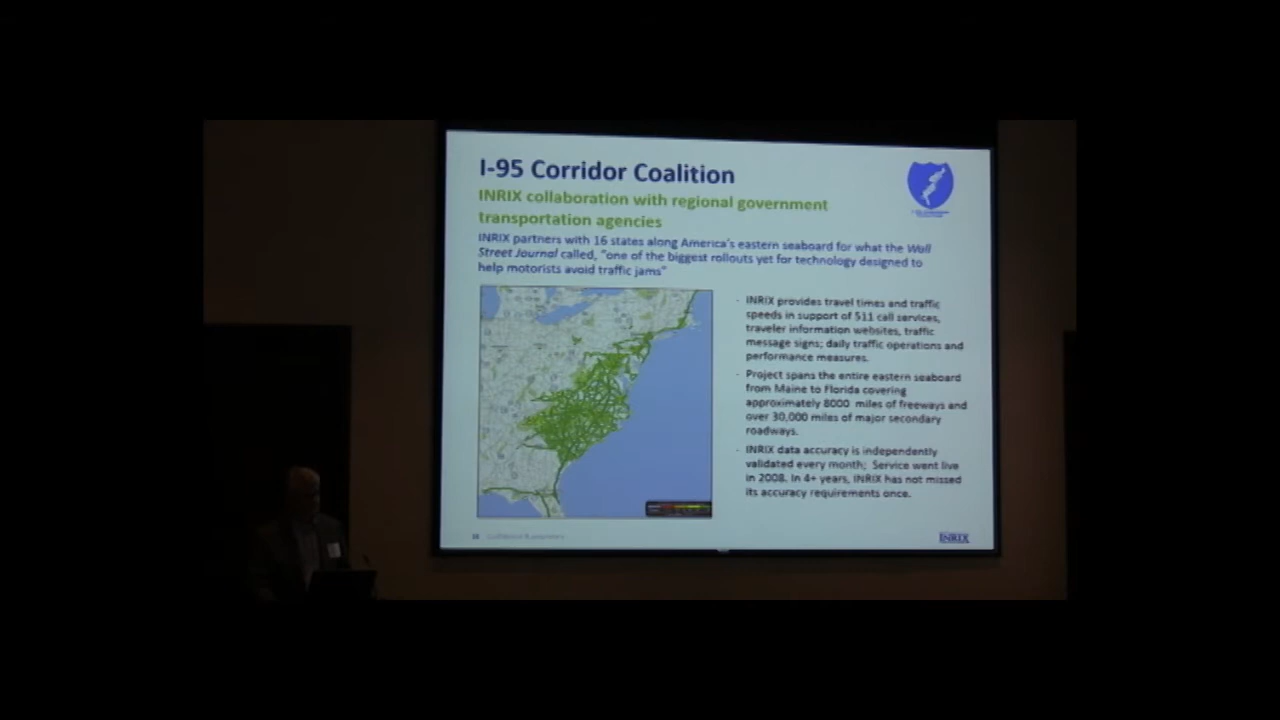 I-95 Corridor Coalition
INRIX collaboration with regional government
transportation agencies
INRIX partners with 16 states along America's eastern seaboard for what the Wall
Street Journal called, "one of the biggest rollouts yet for technology designed to
help motorists avoid traffic jams"
- INRIX provides travel times and traffic
speeds in support of 511 call services,
traveler information websites, traffic
message signs; daily traffic operations and
performance measures.
- Project spans the entire eastern seaboard
from Maine to Florida covering
approximately 8000 miles of freeways and
over 30,000 miles of major secondary
roadways.
- INRIX data accuracy is independently
validated every month; Service went live
in 2008. In 4+ years, INRIX has not missed
its accuracy requirements once.
Confidential & proprietary
INRIX